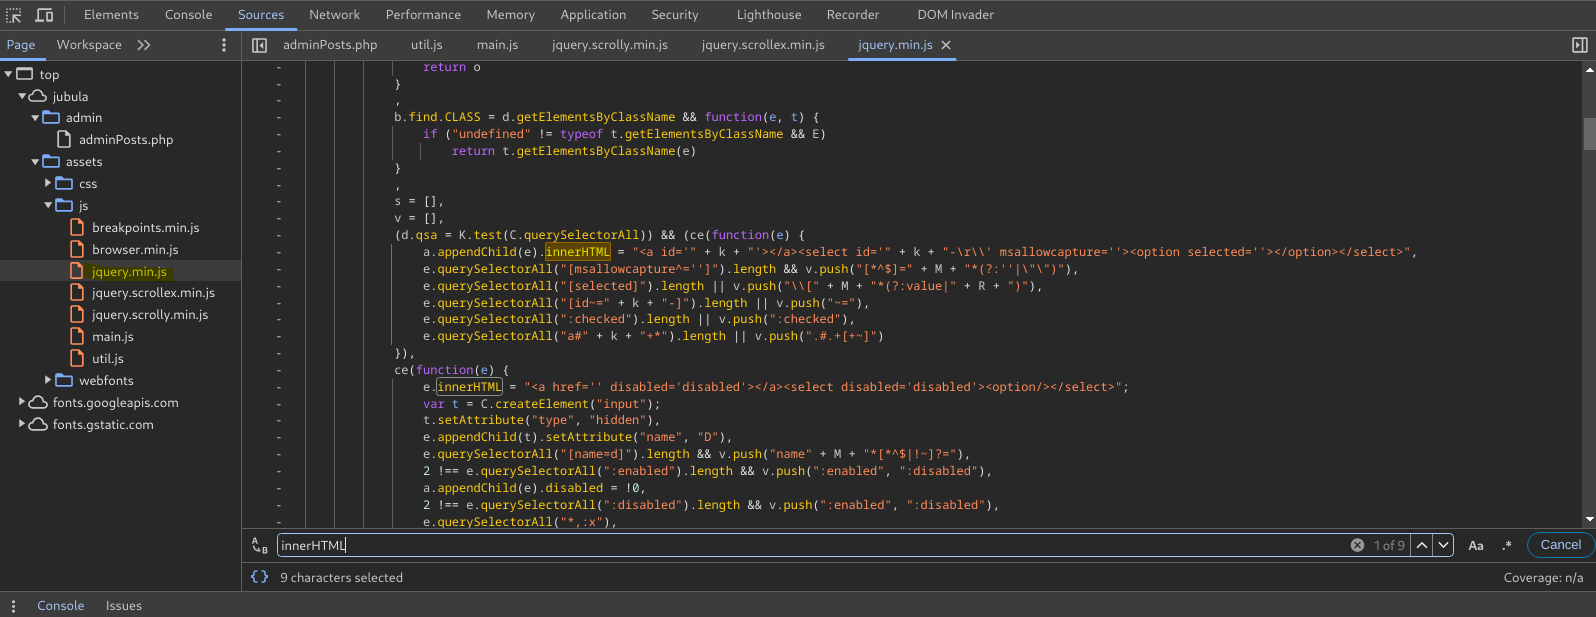 Elements Console Sources Network Performance Memory Application Security Lighthouse Recorder DOM Invader
Page Workspace
adminPosts.php util.js main.js jquery.scrolly.min.js jquery.scrollex.min.js jquery.min.js
top
jubula
admin
adminPosts.php
assets
css
js
breakpoints.min.js
browser.min.js
jquery.min.js
jquery.scrollex.min.js
jquery.scrolly.min.js
main.js
util.js
webfonts
fonts.googleapis.com
fonts.gstatic.com
- return o
- }
- ,
- b.find.CLASS = d.getElementsByClassName && function(e, t) {
- if ("undefined" != typeof t.getElementsByClassName && E)
- return t.getElementsByClassName(e)
- }
- ,
- s = [],
- v = [],
- (d.qsa = K.test(C.querySelectorAll)) && (ce(function(e) {
- a.appendChild(e).innerHTML = "<a id='" + k + "'></a><select id='" + k + "-\r\\' msallowcapture=''><option selected=''></option></select>",
- e.querySelectorAll("[msallowcapture^='']").length && v.push("[*^$]=" + M + "*(?:''|\"\")"),
- e.querySelectorAll("[selected]").length || v.push("\\[" + M + "*(?:value|" + R + ")"),
- e.querySelectorAll("[id~=" + k + "-]").length || v.push("~="),
- e.querySelectorAll(":checked").length || v.push(":checked"),
- e.querySelectorAll("a#" + k + "+*").length || v.push(".#.+[+~]")
- }),
- ce(function(e) {
- e.innerHTML = "<a href='' disabled='disabled'></a><select disabled='disabled'><option/></select>";
- var t = C.createElement("input");
- t.setAttribute("type", "hidden"),
- e.appendChild(t).setAttribute("name", "D"),
- e.querySelectorAll("[name=d]").length && v.push("name" + M + "*[*^$|!~]?="),
- 2 !== e.querySelectorAll(":enabled").length && v.push(":enabled", ":disabled"),
- a.appendChild(e).disabled = !0,
- 2 !== e.querySelectorAll(":disabled").length && v.push(":enabled", ":disabled"),
- e.querySelectorAll("*,:x"),
A B innerHTML 1 of 9 Aa .* Cancel
{} 9 characters selected Coverage: n/a
Console Issues